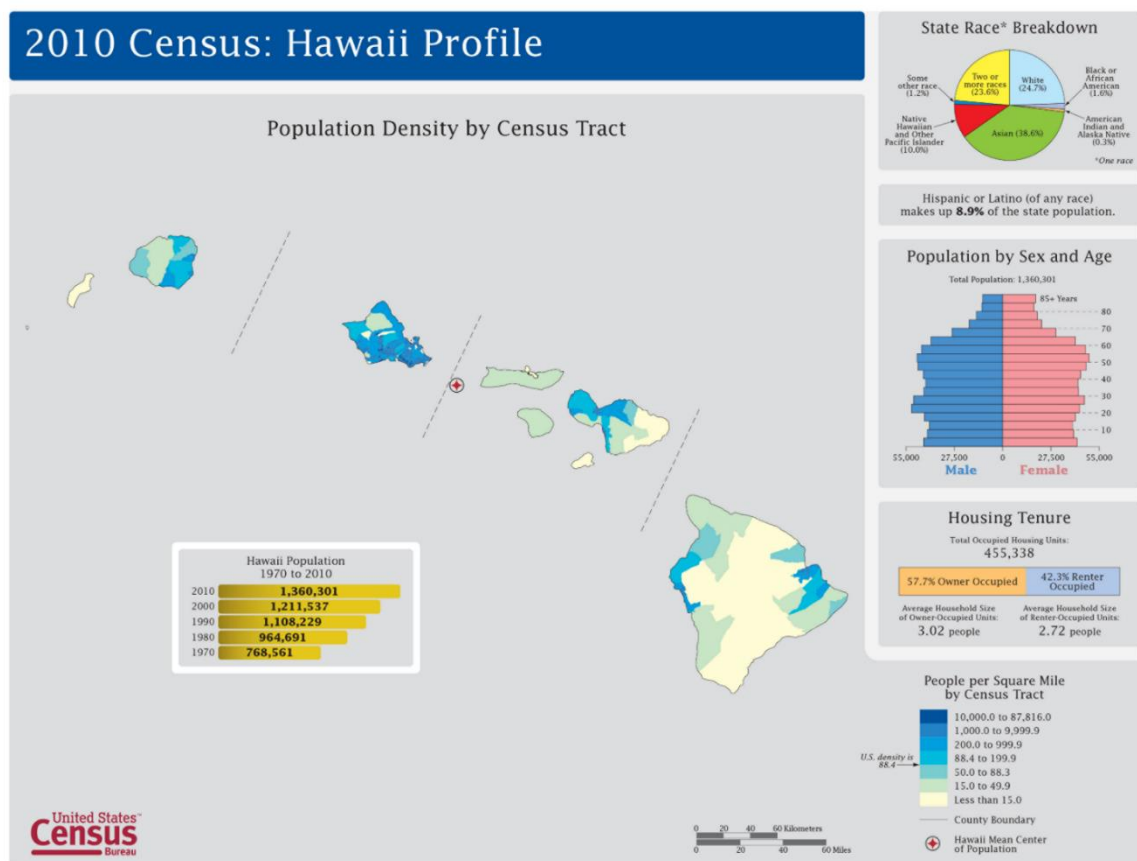 2010 Census: Hawaii Profile
Population Density by Census Tract
Hawaii Population
1970 to 2010
2010 1,360,301
2000 1,211,537
1990 1,108,229
1980 964,691
1970 768,561
United States™
Census
Bureau
State Race* Breakdown
Some
other race
(1.2%)
Two or
more races
(23.6%)
White
(24.7%)
Black or
African
American
(1.6%)
Native
Hawaiian
and Other
Pacific Islander
(10.0%)
Asian (38.6%)
American
Indian and
Alaska Native
(0.3%)
*One race
Hispanic or Latino (of any race)
makes up 8.9% of the state population.
Population by Sex and Age
Total Population: 1,360,301
85+ Years
80
70
60
50
40
30
20
10
55,000 27,500 0 27,500 55,000
Male Female
Housing Tenure
Total Occupied Housing Units:
455,338
57.7% Owner Occupied
42.3% Renter
Occupied
Average Household Size
of Owner-Occupied Units:
3.02 people
Average Household Size
of Renter-Occupied Units:
2.72 people
People per Square Mile
by Census Tract
10,000.0 to 87,816.0
1,000.0 to 9,999.9
200.0 to 999.9
88.4 to 199.9
U.S. density is
88.4
50.0 to 88.3
15.0 to 49.9
Less than 15.0
County Boundary
Hawaii Mean Center
of Population
0 20 40 60 Kilometers
0 20 40 60 Miles